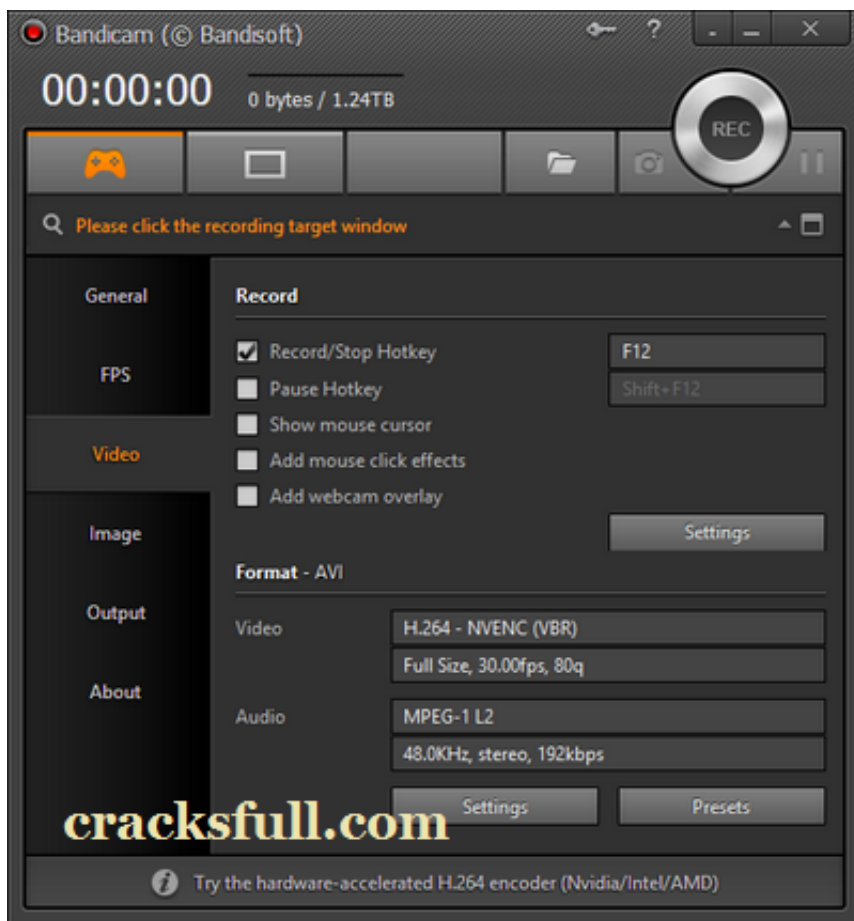 Bandicam (© Bandisoft)
?
00:00:00
0 bytes / 1.24TB
REC
Please click the recording target window
General
Record
Record/Stop Hotkey
F12
FPS
Pause Hotkey
Shift+F12
Show mouse cursor
Video
Add mouse click effects
Add webcam overlay
Image
Settings
Format - AVI
Output
Video
H.264 - NVENC (VBR)
Full Size, 30.00fps, 80q
About
Audio
MPEG-1 L2
48.0KHz, stereo, 192kbps
Settings
Presets
cracksfull.com
Try the hardware-accelerated H.264 encoder (Nvidia/Intel/AMD)